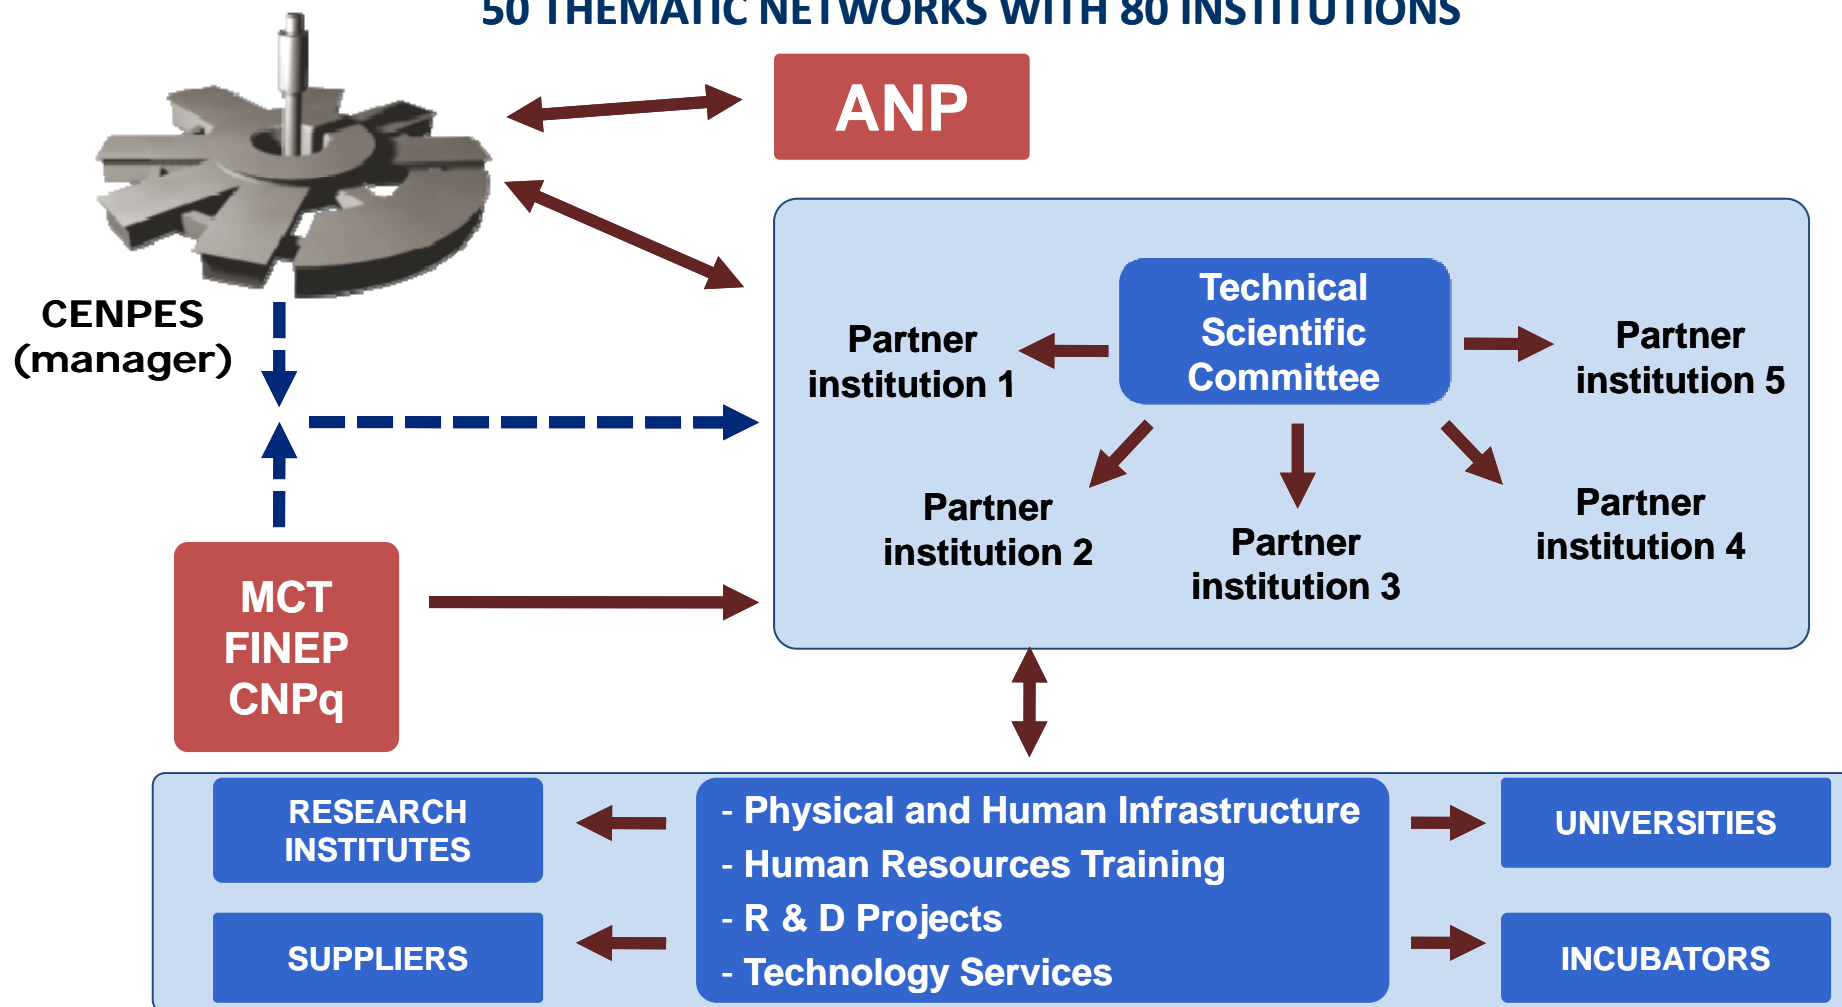 50 THEMATIC NETWORKS WITH 80 INSTITUTIONS
ANP
CENPES
(manager)
Technical
Scientific
Committee
Partner
institution 1
Partner
institution 5
Partner
institution 2
Partner
institution 3
Partner
institution 4
MCT
FINEP
CNPq
RESEARCH
INSTITUTES
SUPPLIERS
- Physical and Human Infrastructure
- Human Resources Training
- R & D Projects
- Technology Services
UNIVERSITIES
INCUBATORS